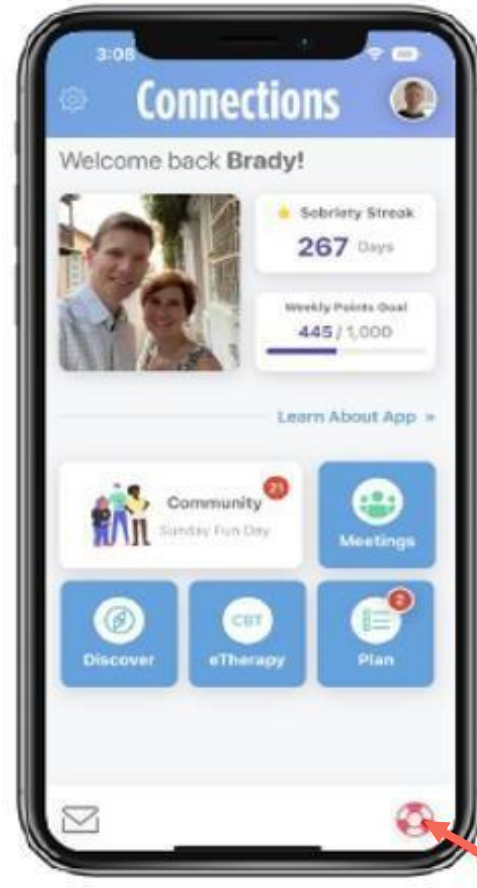 3:08
Connections
Welcome back Brady!
Sobriety Streak
267 Days
Weekly Points Goal
445 / 1,000
Learn About App »
21
Community
Sunday Fun Day
Meetings
Discover
CBT
eTherapy
2
Plan